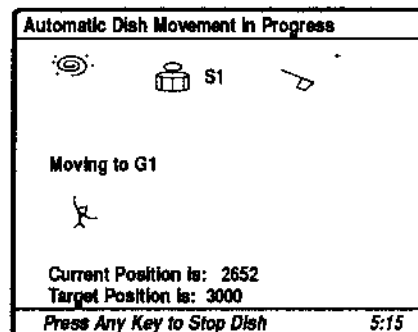 Automatic Dish Movement in Progress
S1
Moving to G1
Current Position is: 2652
Target Position is: 3000
Press Any Key to Stop Dish 5:15